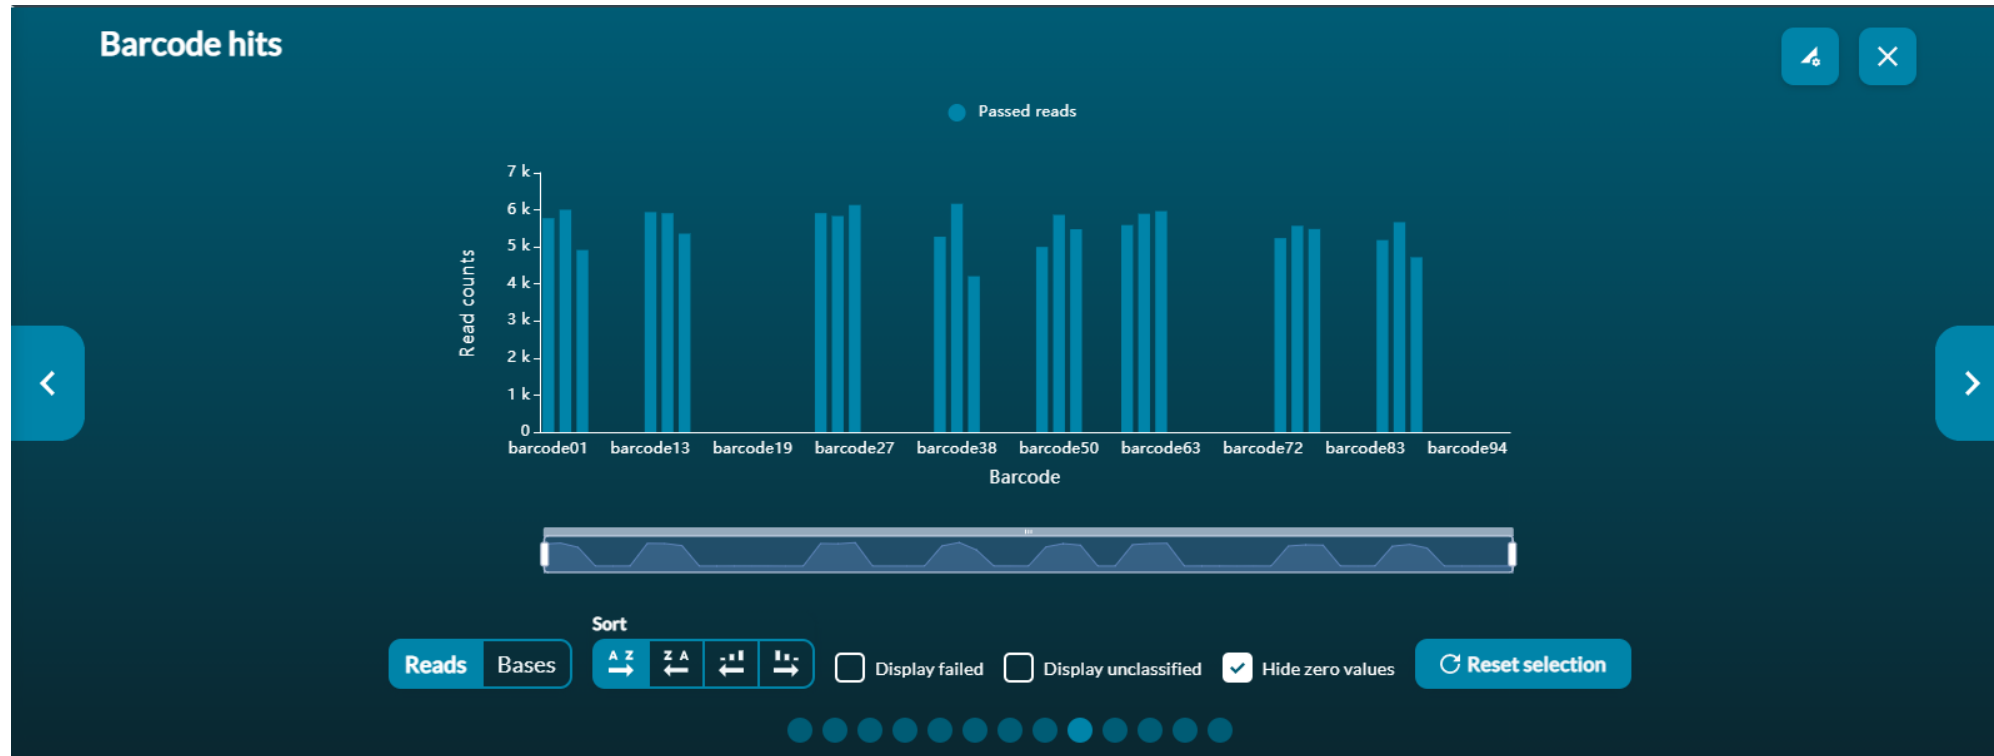 Barcode hits
Passed reads
7 k
6 k
5 k
4 k
3 k
2 k
1 k
0
Read counts
barcode01 barcode13 barcode19 barcode27 barcode38 barcode50 barcode63 barcode72 barcode83 barcode94
Barcode
Sort
Reads Bases A Z Z A Display failed Display unclassified Hide zero values Reset selection